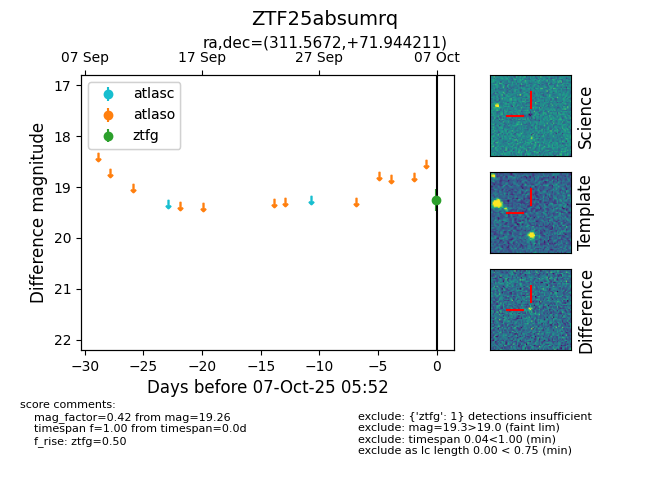 ZTF25absumrq
ra,dec=(311.5672,+71.944211)
07 Sep 17 Sep 27 Sep 07 Oct
atlasc
atlaso
ztfg
17
18
19
20
21
22
Difference magnitude
−30 −25 −20 −15 −10 −5 0
Days before 07-Oct-25 05:52
Science
Template
Difference
score comments:
mag_factor=0.42 from mag=19.26
timespan f=1.00 from timespan=0.0d
f_rise: ztfg=0.50
exclude: {'ztfg': 1} detections insufficient
exclude: mag=19.3>19.0 (faint lim)
exclude: timespan 0.04<1.00 (min)
exclude as lc length 0.00 < 0.75 (min)